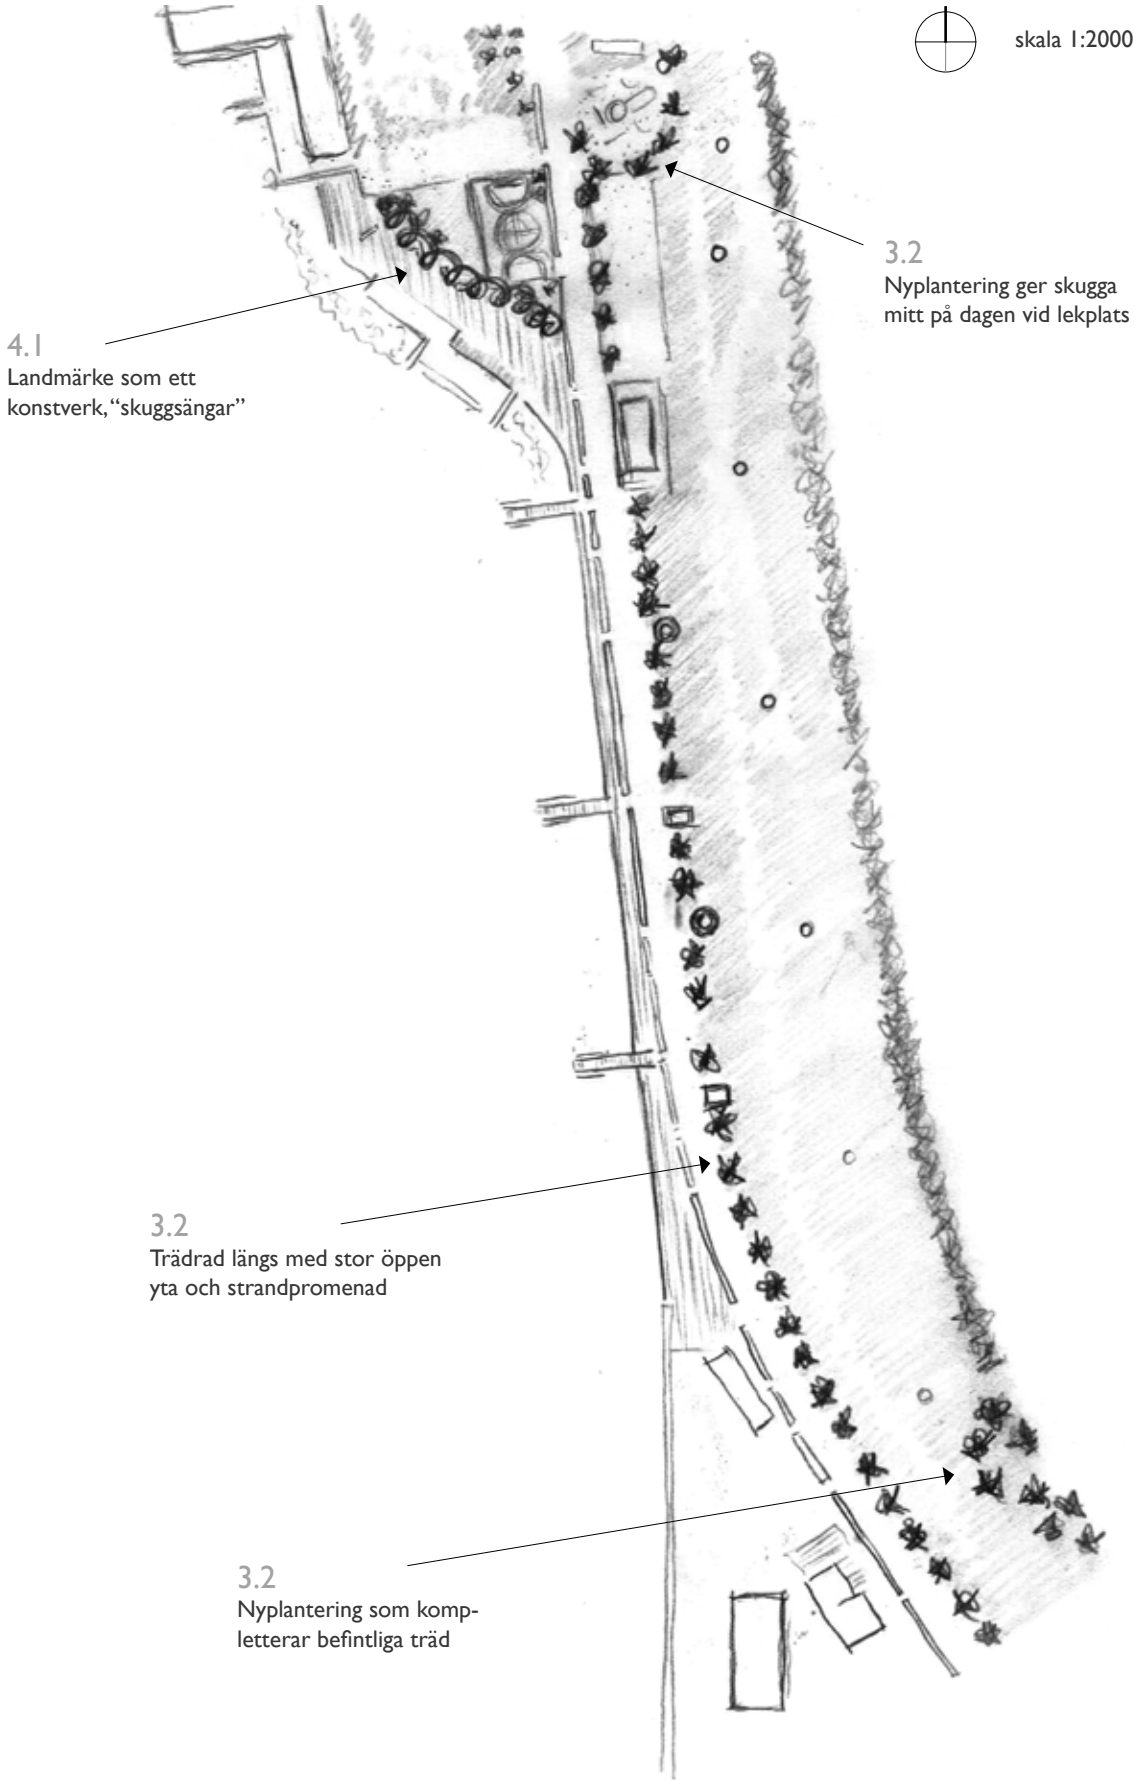 skala 1:2000
3.2
Nyplantering ger skugga
mitt på dagen vid lekplats
4.1
Landmärke som ett
konstverk, “skuggsängar”
3.2
Trädrad längs med stor öppen
yta och strandpromenad
3.2
Nyplantering som komp-
letterar befintliga träd